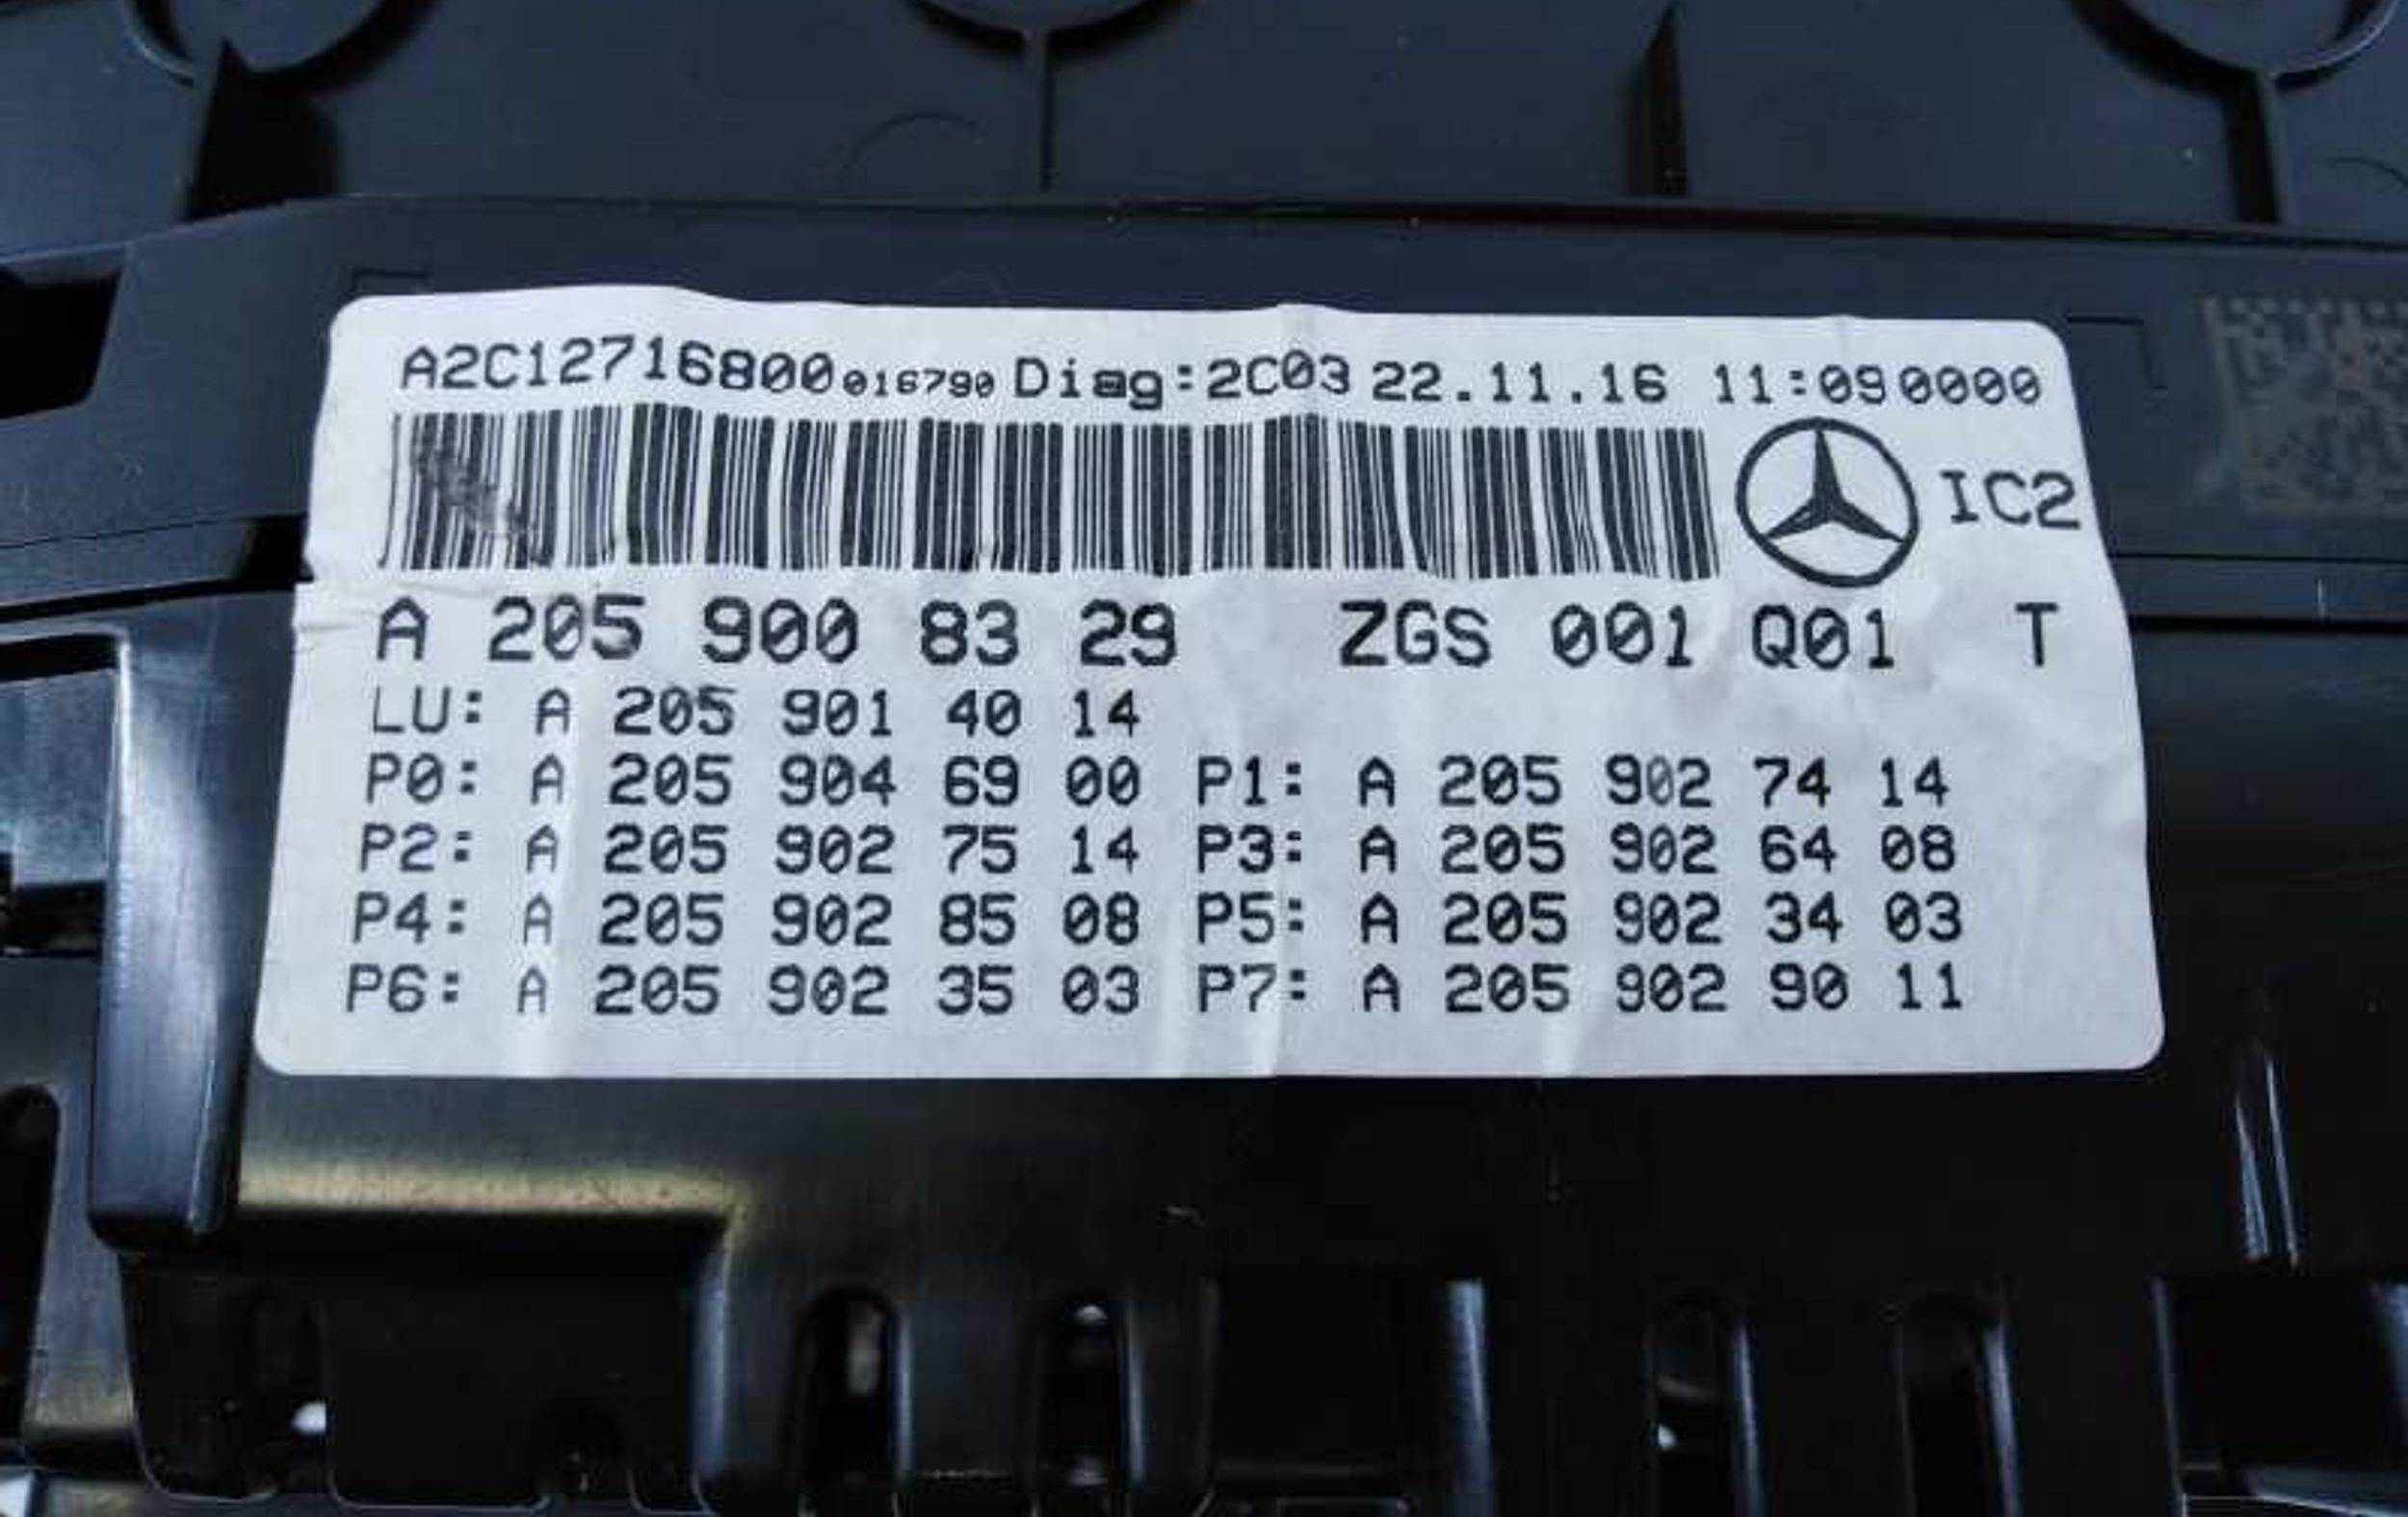 A2C12716800 016790 Diag:2C03 22.11.16 11:09 0000
IC2
A 205 900 83 29 ZGS 001 Q01 T
LU: A 205 901 40 14
P0: A 205 904 69 00 P1: A 205 902 74 14
P2: A 205 902 75 14 P3: A 205 902 64 08
P4: A 205 902 85 08 P5: A 205 902 34 03
P6: A 205 902 35 03 P7: A 205 902 90 11